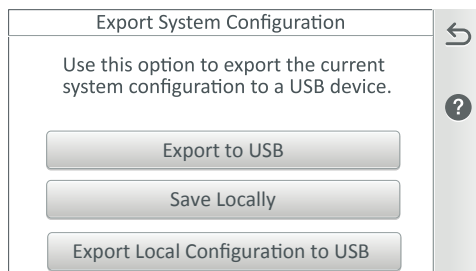 Export System Configuration
Use this option to export the current
system configuration to a USB device.
?
Export to USB
Save Locally
Export Local Configuration to USB